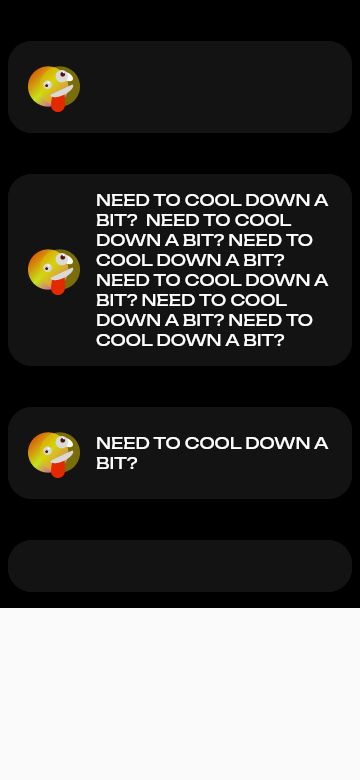 NEED TO COOL DOWN A
BIT?  NEED TO COOL
DOWN A BIT? NEED TO
COOL DOWN A BIT?
NEED TO COOL DOWN A
BIT? NEED TO COOL
DOWN A BIT? NEED TO
COOL DOWN A BIT?
NEED TO COOL DOWN A
BIT?